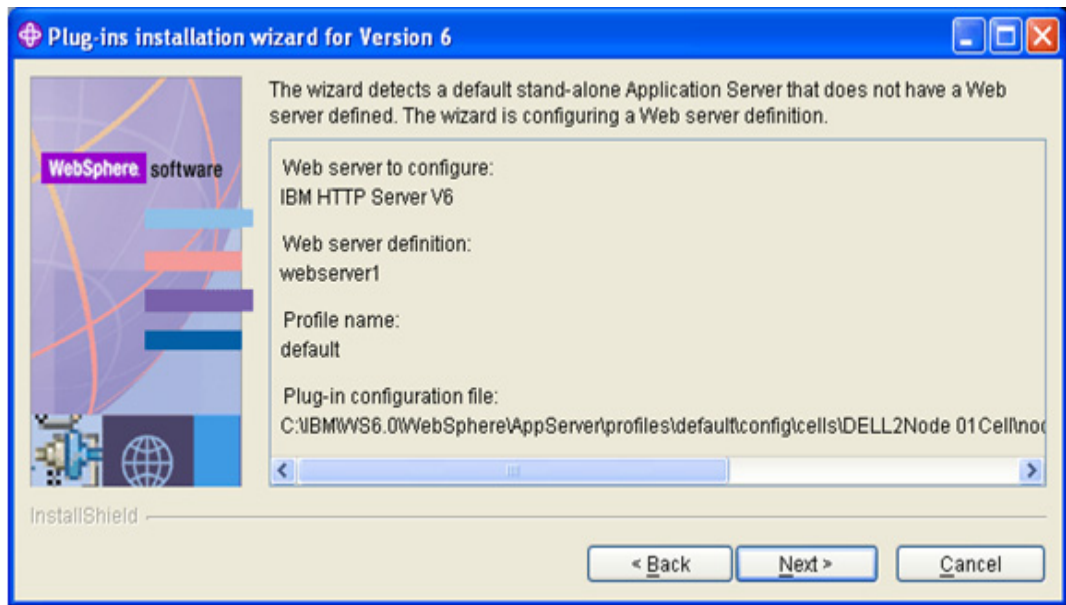 Plug-ins installation wizard for Version 6
The wizard detects a default stand-alone Application Server that does not have a Web
server defined. The wizard is configuring a Web server definition.
WebSphere. software
Web server to configure:
IBM HTTP Server V6
Web server definition:
webserver1
Profile name:
default
Plug-in configuration file:
C:\IBM\WS6.0\WebSphere\AppServer\profiles\default\config\cells\DELL2Node 01Cell\nod
InstallShield
< Back
Next >
Cancel